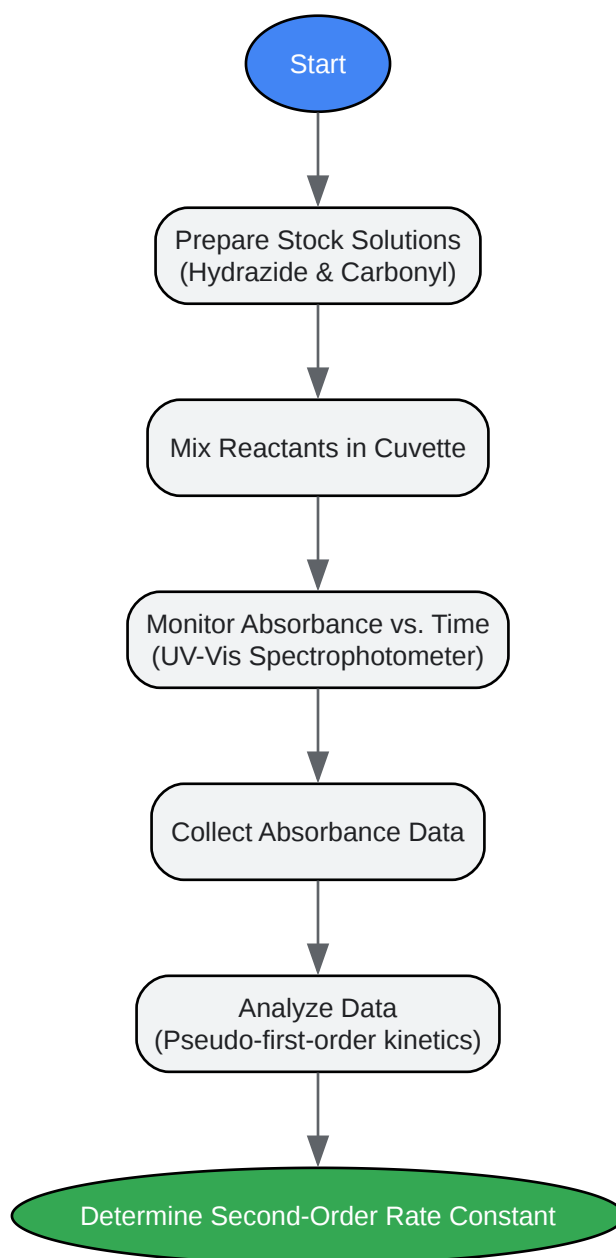 Start
Prepare Stock Solutions
(Hydrazide & Carbonyl)
Mix Reactants in Cuvette
Monitor Absorbance vs. Time
(UV-Vis Spectrophotometer)
Collect Absorbance Data
Analyze Data
(Pseudo-first-order kinetics)
Determine Second-Order Rate Constant